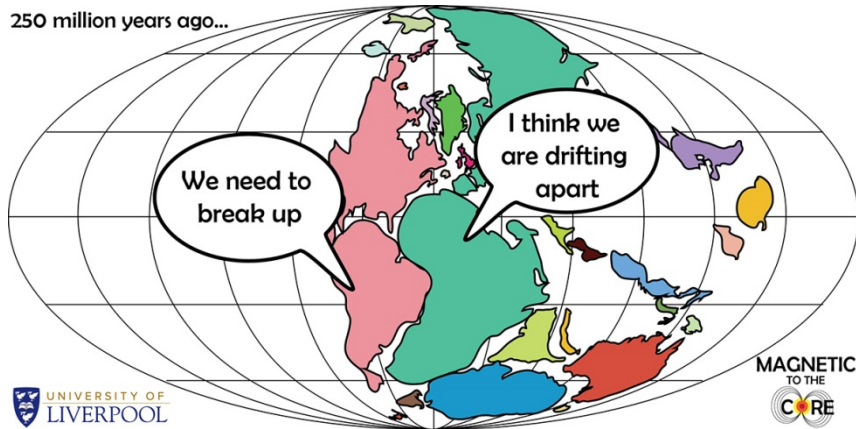 250 million years ago...
We need to
break up
I think we
are drifting
apart
UNIVERSITY OF
LIVERPOOL
MAGNETIC
TO THE
CORE